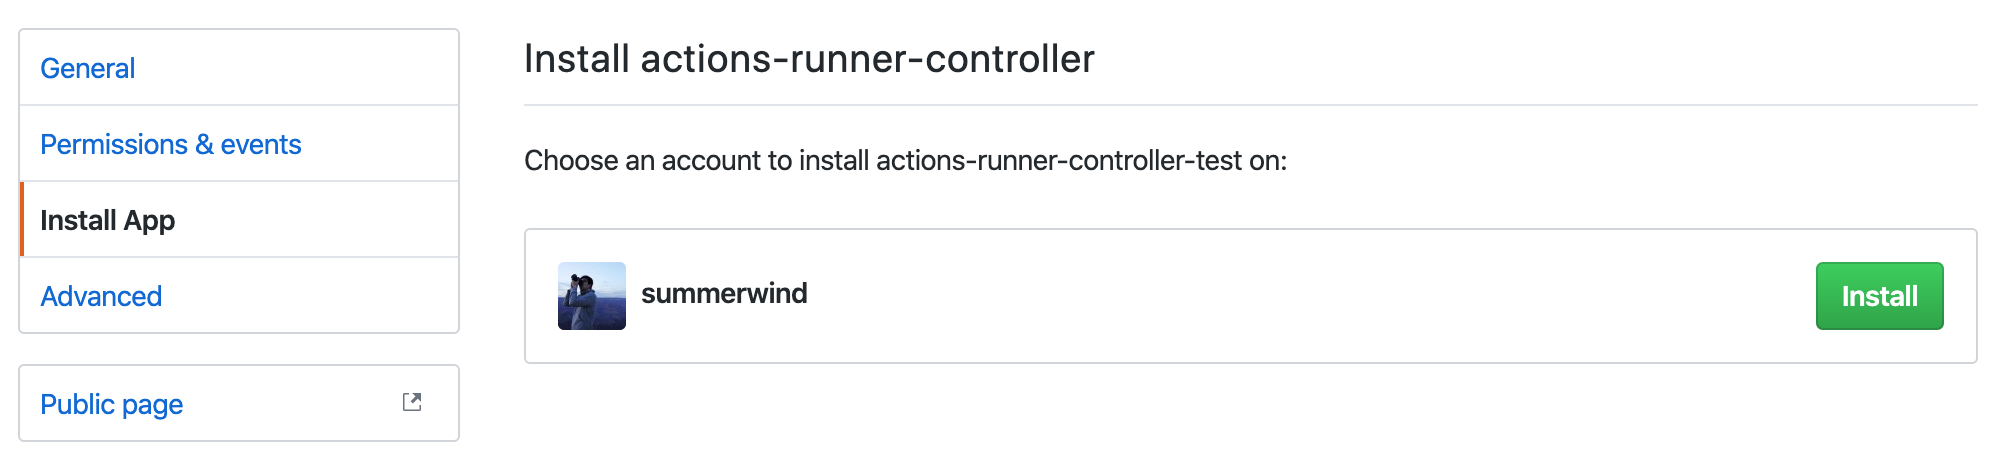 General
Permissions & events
Install App
Advanced
Public page
Install actions-runner-controller
Choose an account to install actions-runner-controller-test on:
summerwind
Install